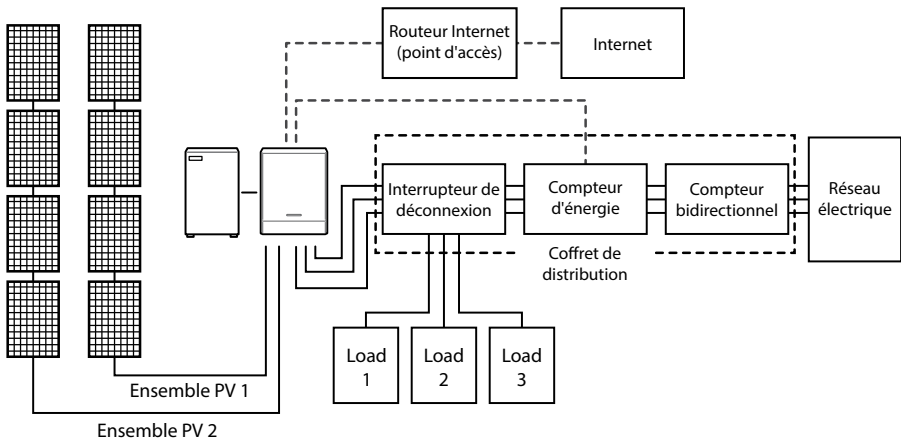 Routeur Internet
(point d'accès)
Internet
Interrupteur de
déconnexion
Compteur
d'énergie
Compteur
bidirectionnel
Réseau
électrique
Coffret de
distribution
Load
1
Load
2
Load
3
Ensemble PV 1
Ensemble PV 2